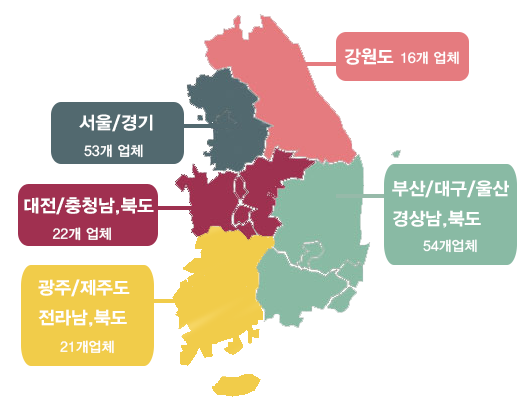 강원도 16개 업체
서울/경기
53개 업체
대전/충청남,북도
22개 업체
부산/대구/울산
경상남,북도
54개업체
광주/제주도
전라남,북도
21개업체